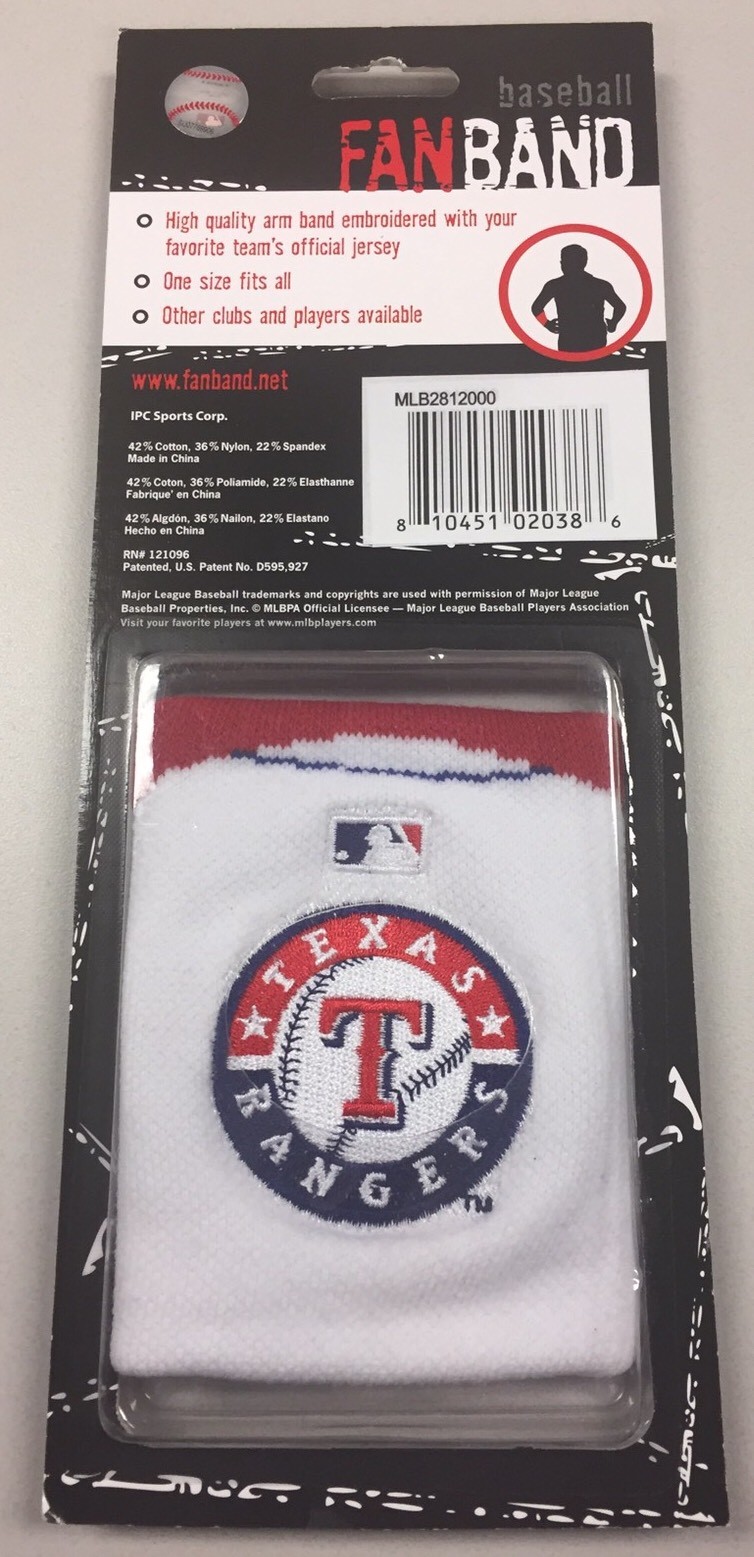 baseball
FANBAND
High quality arm band embroidered with your
favorite team's official jersey
One size fits all
Other clubs and players available
www.fanband.net
IPC Sports Corp.
42% Cotton, 36% Nylon, 22% Spandex
Made in China
42% Coton, 36% Poliamide, 22% Elasthanne
Fabrique' en China
42% Algdón, 36% Nailon, 22% Elastano
Hecho en China
RN# 121096
Patented, U.S. Patent No. D595,927
MLB2812000
8 10451 02038 6
Major League Baseball trademarks and copyrights are used with permission of Major League
Baseball Properties, Inc. © MLBPA Official Licensee — Major League Baseball Players Association
Visit your favorite players at www.mlbplayers.com
TEXAS
T
RANGERS
TM